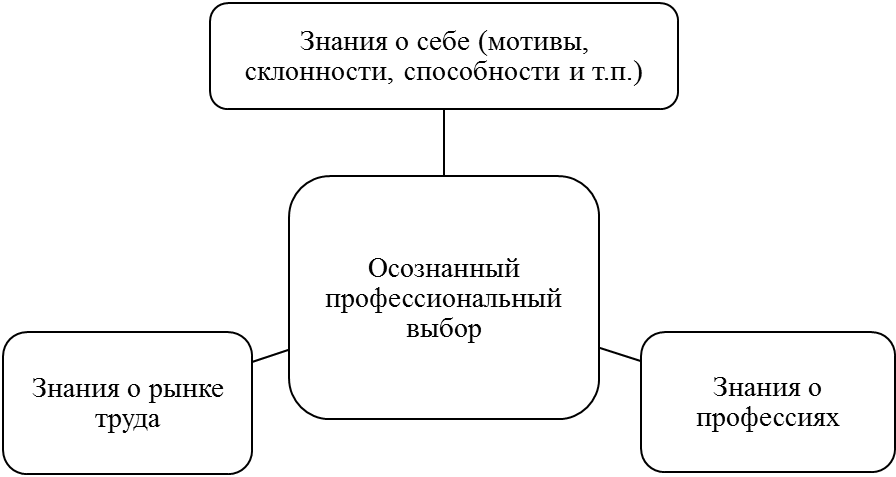 Знания о себе (мотивы,
склонности, способности и т.п.)
Осознанный
профессиональный
выбор
Знания о рынке
труда
Знания о
профессиях